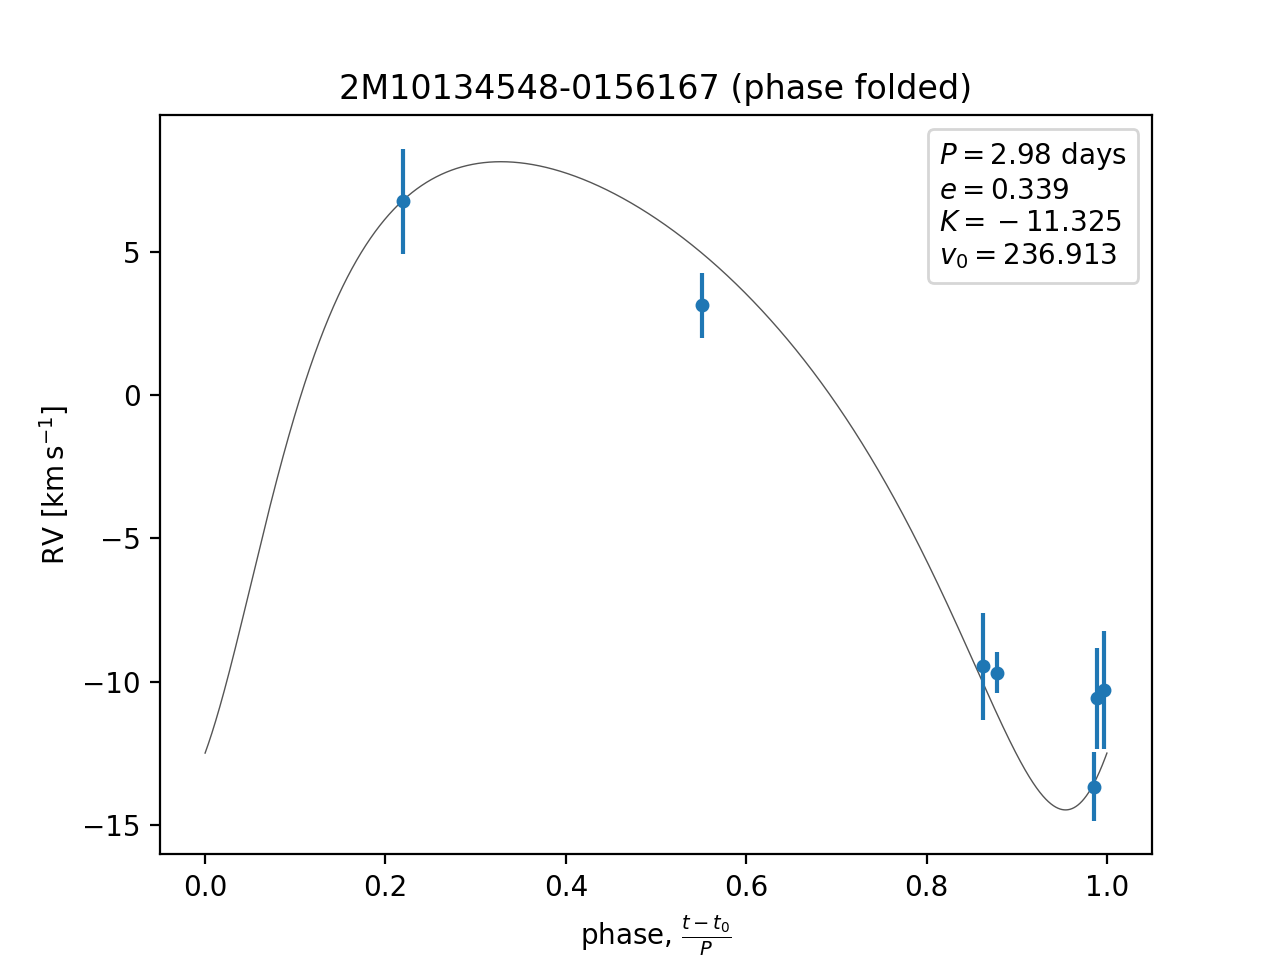 2M10134548-0156167 (phase folded)
P = 2.98 days
e = 0.339
K = −11.325
v₀ = 236.913
RV [km s⁻¹]
5
0
−5
−10
−15
0.0 0.2 0.4 0.6 0.8 1.0
phase, (t − t₀)/P